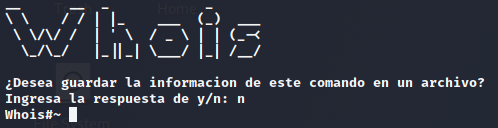 Whois
¿Desea guardar la informacion de este comando en un archivo?
Ingresa la respuesta de y/n: n
Whois#~